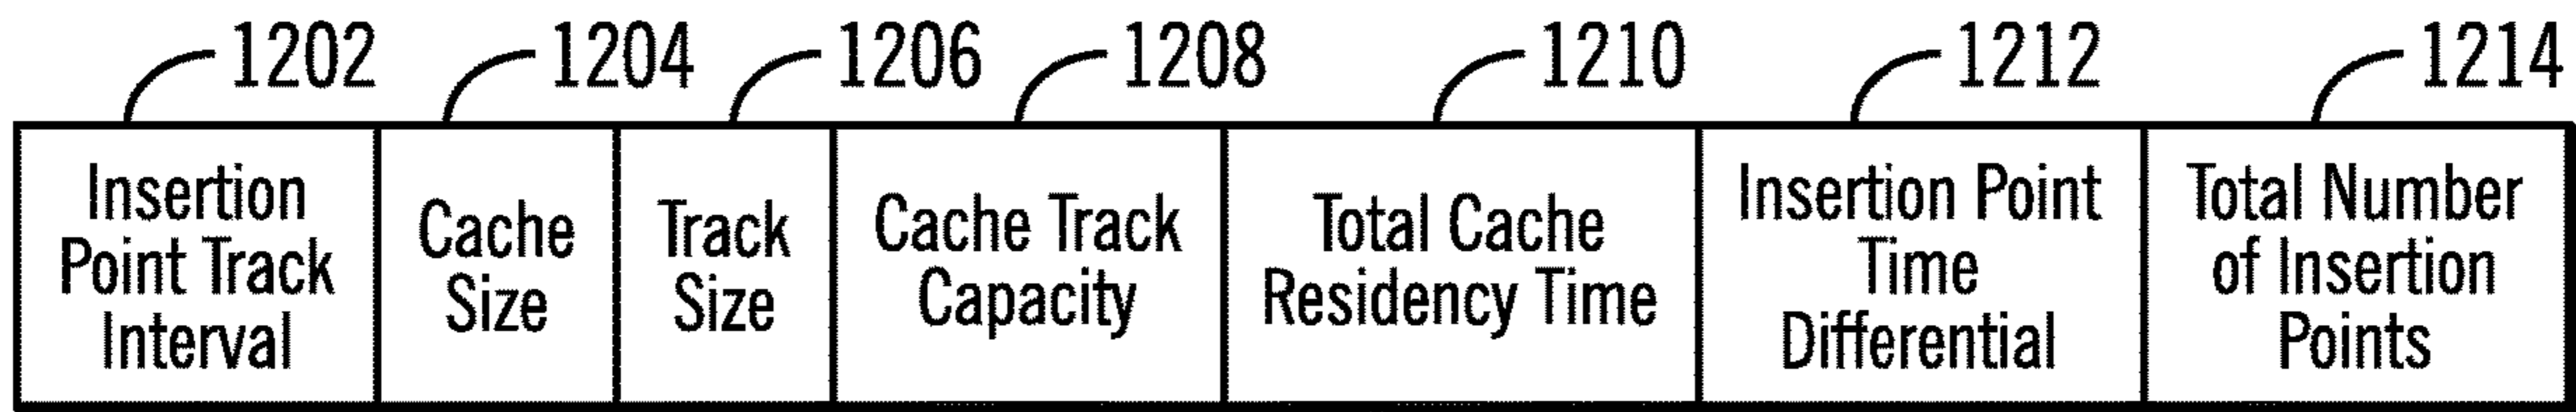 1202 1204 1206 1208 1210 1212 1214
Insertion
Point Track
Interval
Cache
Size
Track
Size
Cache Track
Capacity
Total Cache
Residency Time
Insertion Point
Time
Differential
Total Number
of Insertion
Points